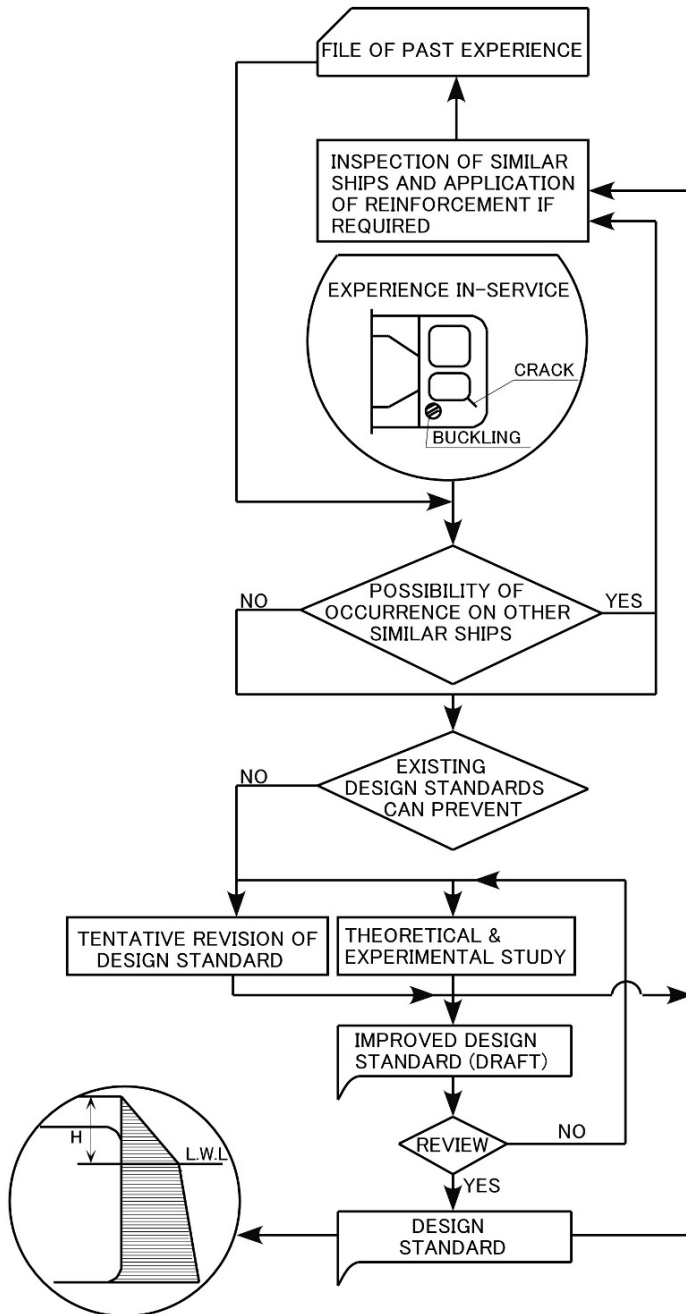 FILE OF PAST EXPERIENCE
INSPECTION OF SIMILAR
SHIPS AND APPLICATION
OF REINFORCEMENT IF
REQUIRED
EXPERIENCE IN-SERVICE
CRACK
BUCKLING
POSSIBILITY OF
OCCURRENCE ON OTHER
SIMILAR SHIPS
NO
YES
EXISTING
DESIGN STANDARDS
CAN PREVENT
NO
TENTATIVE REVISION OF
DESIGN STANDARD
THEORETICAL &
EXPERIMENTAL STUDY
IMPROVED DESIGN
STANDARD (DRAFT)
REVIEW
NO
YES
H
L.W.L
DESIGN
STANDARD